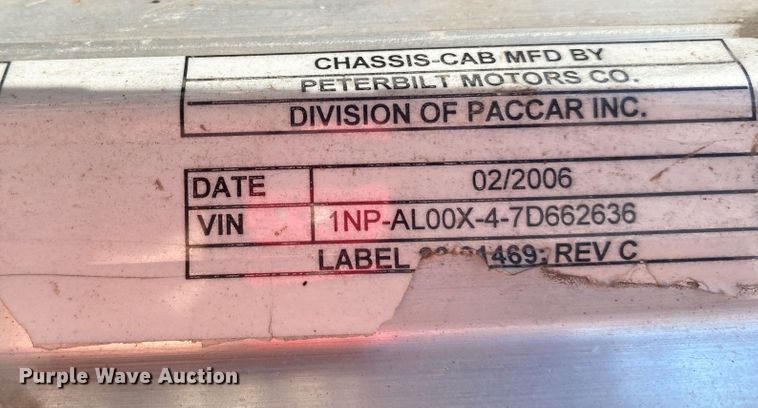 CHASSIS-CAB MFD BY
PETERBILT MOTORS CO.
DIVISION OF PACCAR INC.
DATE 02/2006
VIN 1NP-AL00X-4-7D662636
LABEL REV C
Purple Wave Auction